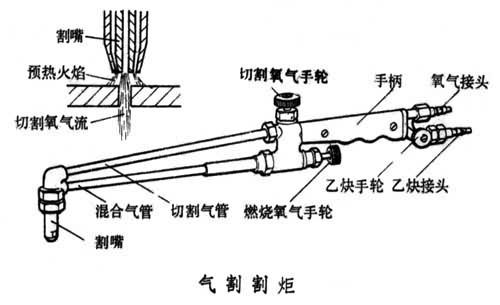 割嘴
预热火焰
切割氧气流
切割氧气手轮
手柄
氧气接头
混合气管
切割气管
燃烧氧气手轮
乙炔手轮
乙炔接头
割嘴
气割割炬